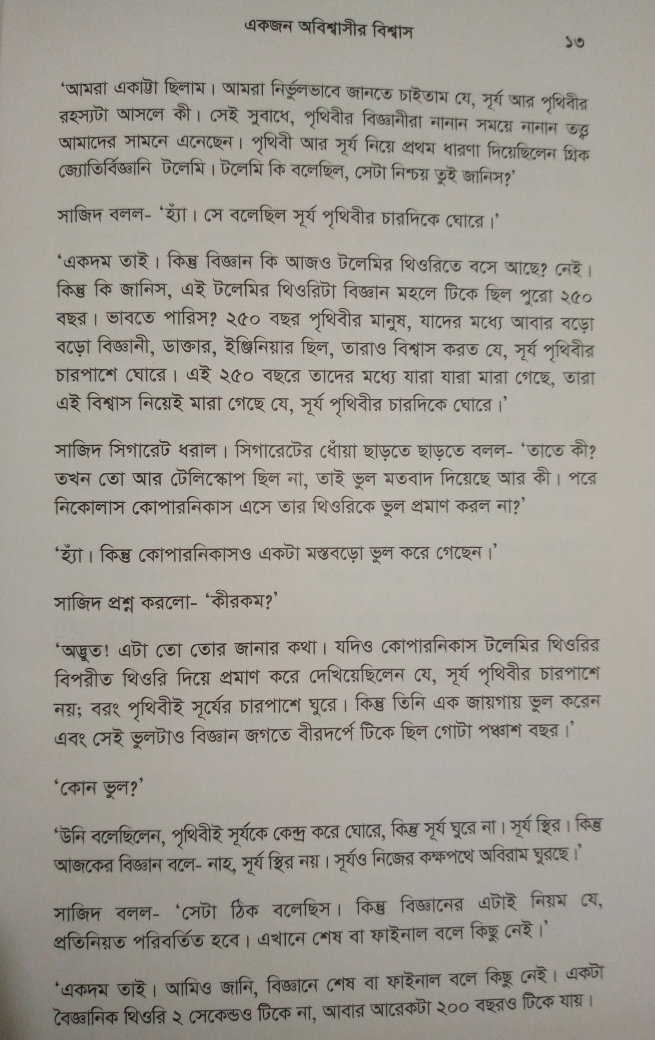 একজন অবিশ্বাসীর বিশ্বাস
১৩
‘আমরা একাট্টা ছিলাম। আমরা নির্ভুলভাবে জানতে চাইতাম যে, সূর্য আর পৃথিবীর
রহস্যটা আসলে কী। সেই সুবাধে, পৃথিবীর বিজ্ঞানীরা নানান সময়ে নানান তত্ত্ব
আমাদের সামনে এনেছেন। পৃথিবী আর সূর্য নিয়ে প্রথম ধারণা দিয়েছিলেন গ্রিক
জ্যোতির্বিজ্ঞানি টলেমি। টলেমি কি বলেছিল, সেটা নিশ্চয় তুই জানিস?’
সাজিদ বলল- ‘হ্যাঁ। সে বলেছিল সূর্য পৃথিবীর চারদিকে ঘোরে।’
‘একদম তাই। কিন্তু বিজ্ঞান কি আজও টলেমির থিওরিতে বসে আছে? নেই।
কিন্তু কি জানিস, এই টলেমির থিওরিটা বিজ্ঞান মহলে টিকে ছিল পুরো ২৫০
বছর। ভাবতে পারিস? ২৫০ বছর পৃথিবীর মানুষ, যাদের মধ্যে আবার বড়ো
বড়ো বিজ্ঞানী, ডাক্তার, ইঞ্জিনিয়ার ছিল, তারাও বিশ্বাস করত যে, সূর্য পৃথিবীর
চারপাশে ঘোরে। এই ২৫০ বছরে তাদের মধ্যে যারা যারা মারা গেছে, তারা
এই বিশ্বাস নিয়েই মারা গেছে যে, সূর্য পৃথিবীর চারদিকে ঘোরে।’
সাজিদ সিগারেট ধরাল। সিগারেটের ধোঁয়া ছাড়তে ছাড়তে বলল- ‘তাতে কী?
তখন তো আর টেলিস্কোপ ছিল না, তাই ভুল মতবাদ দিয়েছে আর কী। পরে
নিকোলাস কোপারনিকাস এসে তার থিওরিকে ভুল প্রমাণ করল না?’
‘হ্যাঁ। কিন্তু কোপারনিকাসও একটা মস্তবড়ো ভুল করে গেছেন।’
সাজিদ প্রশ্ন করলো- ‘কীরকম?’
‘অদ্ভুত! এটা তো তোর জানার কথা। যদিও কোপারনিকাস টলেমির থিওরির
বিপরীত থিওরি দিয়ে প্রমাণ করে দেখিয়েছিলেন যে, সূর্য পৃথিবীর চারপাশে
নয়; বরং পৃথিবীই সূর্যের চারপাশে ঘুরে। কিন্তু তিনি এক জায়গায় ভুল করেন
এবং সেই ভুলটাও বিজ্ঞান জগতে বীরদর্পে টিকে ছিল গোটা পঞ্চাশ বছর।’
‘কোন ভুল?’
‘উনি বলেছিলেন, পৃথিবীই সূর্যকে কেন্দ্র করে ঘোরে, কিন্তু সূর্য ঘুরে না। সূর্য স্থির। কিন্তু
আজকের বিজ্ঞান বলে- নাহ, সূর্য স্থির নয়। সূর্যও নিজের কক্ষপথে অবিরাম ঘুরছে।’
সাজিদ বলল- ‘সেটা ঠিক বলেছিস। কিন্তু বিজ্ঞানের এটাই নিয়ম যে,
প্রতিনিয়ত পরিবর্তিত হবে। এখানে শেষ বা ফাইনাল বলে কিছু নেই।’
‘একদম তাই। আমিও জানি, বিজ্ঞানে শেষ বা ফাইনাল বলে কিছু নেই। একটা
বৈজ্ঞানিক থিওরি ২ সেকেন্ডও টিকে না, আবার আরেকটা ২০০ বছরও টিকে যায়।